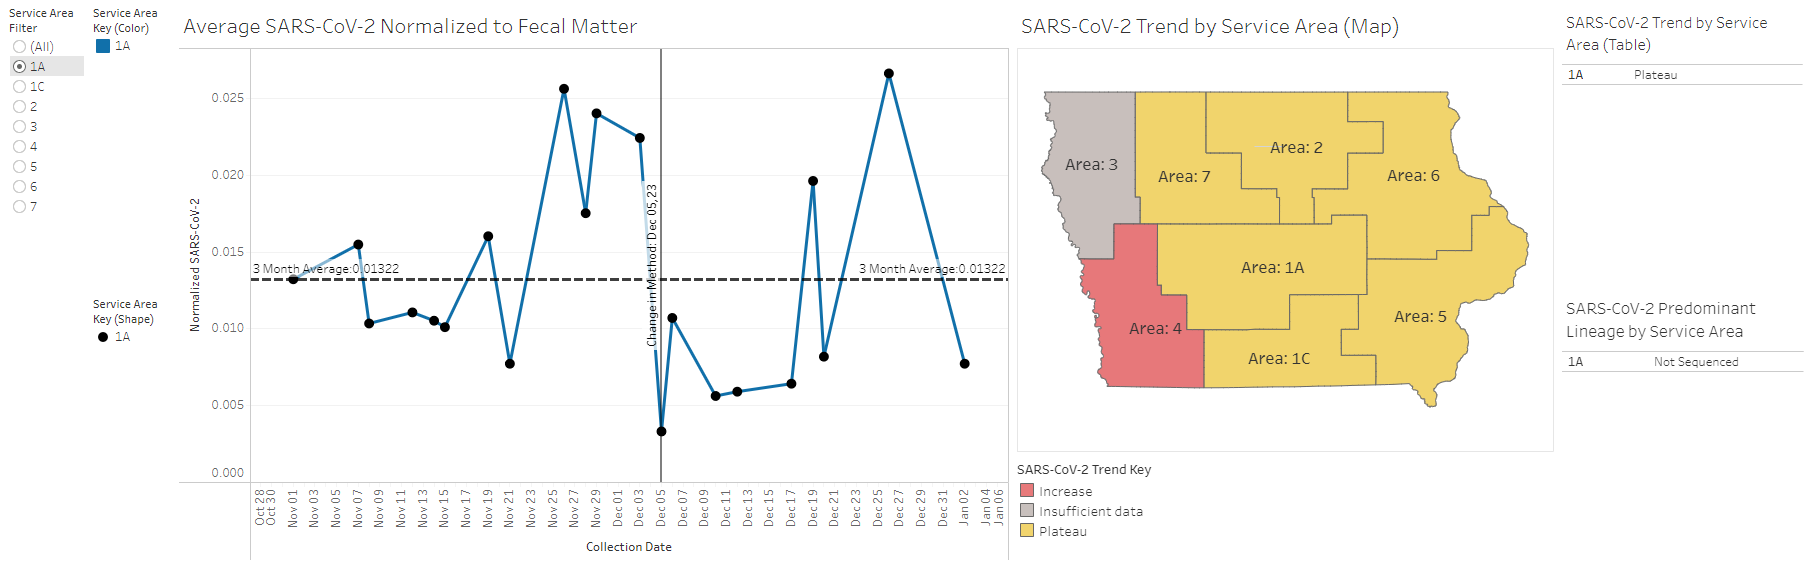 Service Area
Filter
(All)
1A
1C
2
3
4
5
6
7
Service Area
Key (Color)
1A
Service Area
Key (Shape)
1A
Average SARS-CoV-2 Normalized to Fecal Matter
Normalized SARS-CoV-2
0.025
0.020
0.015
0.010
0.005
0.000
3 Month Average:0.01322
3 Month Average:0.01322
Change in Method: Dec 05, 23
Oct 28
Oct 30
Nov 01
Nov 03
Nov 05
Nov 07
Nov 09
Nov 11
Nov 13
Nov 15
Nov 17
Nov 19
Nov 21
Nov 23
Nov 25
Nov 27
Nov 29
Dec 01
Dec 03
Dec 05
Dec 07
Dec 09
Dec 11
Dec 13
Dec 15
Dec 17
Dec 19
Dec 21
Dec 23
Dec 25
Dec 27
Dec 29
Dec 31
Jan 02
Jan 04
Jan 06
Collection Date
SARS-CoV-2 Trend by Service Area (Map)
Area: 3
Area: 7
Area: 2
Area: 6
Area: 1A
Area: 4
Area: 5
Area: 1C
SARS-CoV-2 Trend Key
Increase
Insufficient data
Plateau
SARS-CoV-2 Trend by Service
Area (Table)
1A Plateau
SARS-CoV-2 Predominant
Lineage by Service Area
1A Not Sequenced